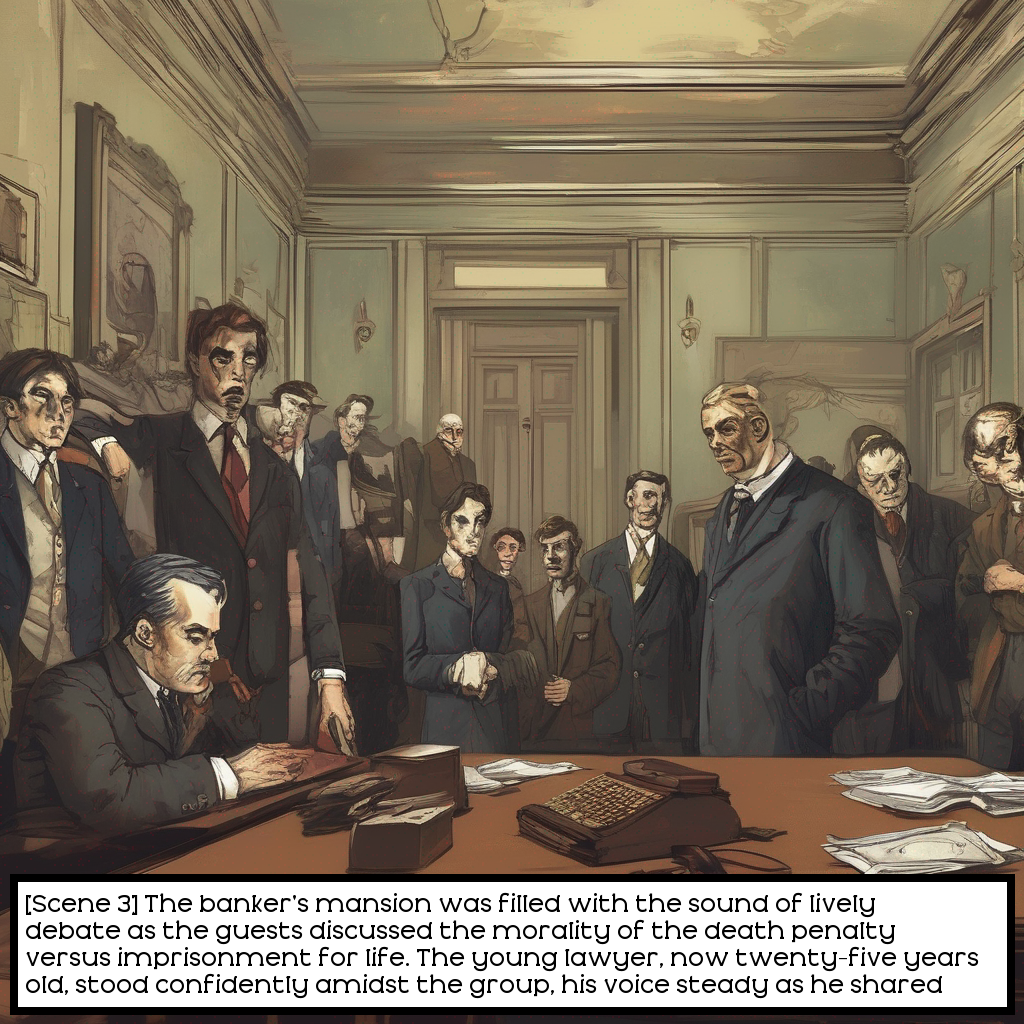 [Scene 3] The banker's mansion was filled with the sound of lively
debate as the guests discussed the morality of the death penalty
versus imprisonment for life. The young lawyer, now twenty-five years
old, stood confidently amidst the group, his voice steady as he shared